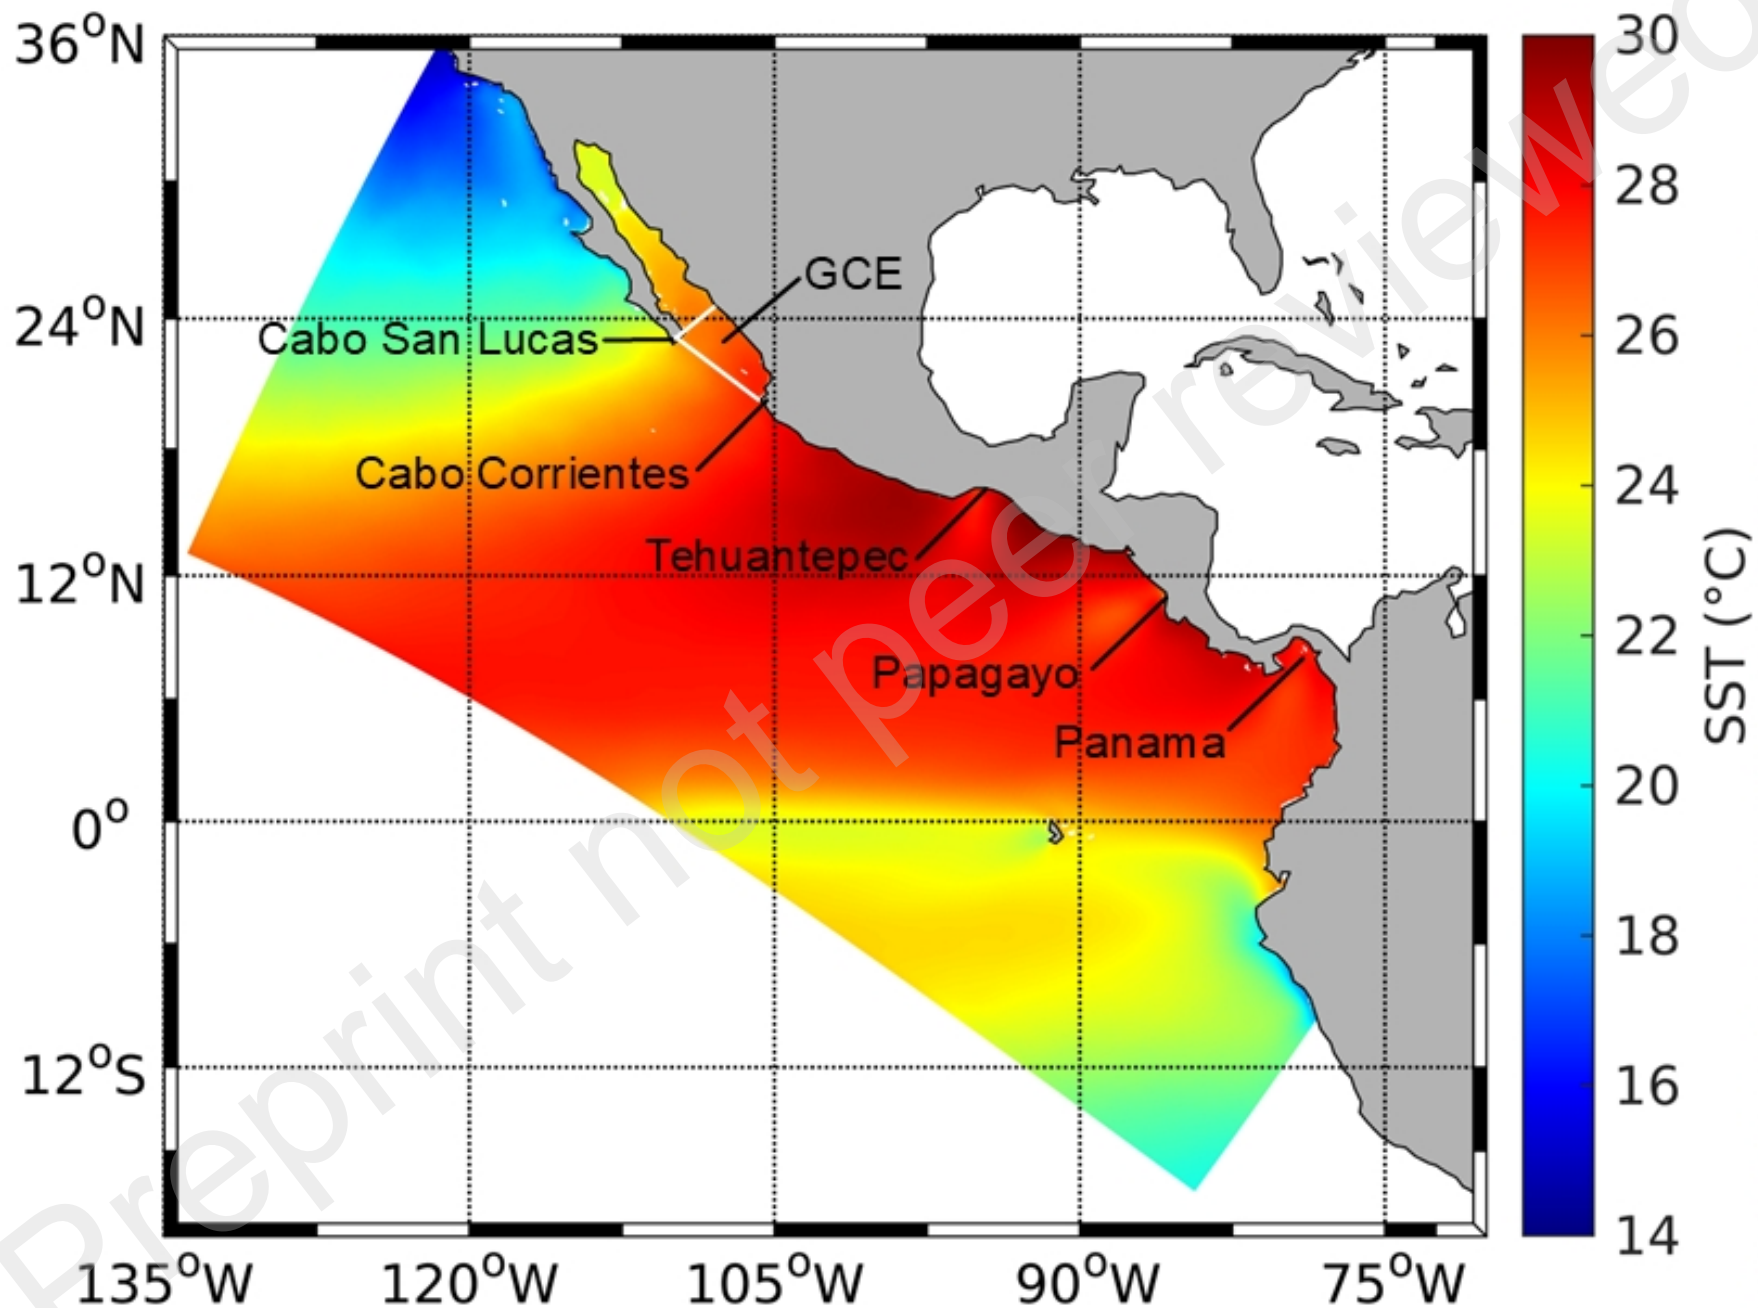 36°N
24°N
12°N
0°
12°S
135°W
120°W
105°W
90°W
75°W
GCE
Cabo San Lucas
Cabo Corrientes
Tehuantepec
Papagayo
Panama
30
28
26
24
22
20
18
16
14
SST (°C)
Preprint not peer reviewed